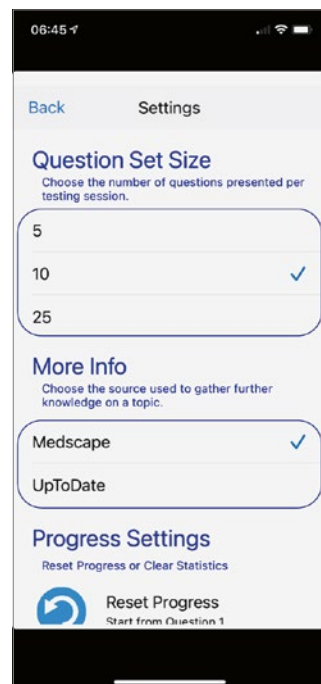 06:45
Back Settings
Question Set Size
Choose the number of questions presented per
testing session.
5
10
25
More Info
Choose the source used to gather further
knowledge on a topic.
Medscape
UpToDate
Progress Settings
Reset Progress or Clear Statistics
Reset Progress
Start from Question 1